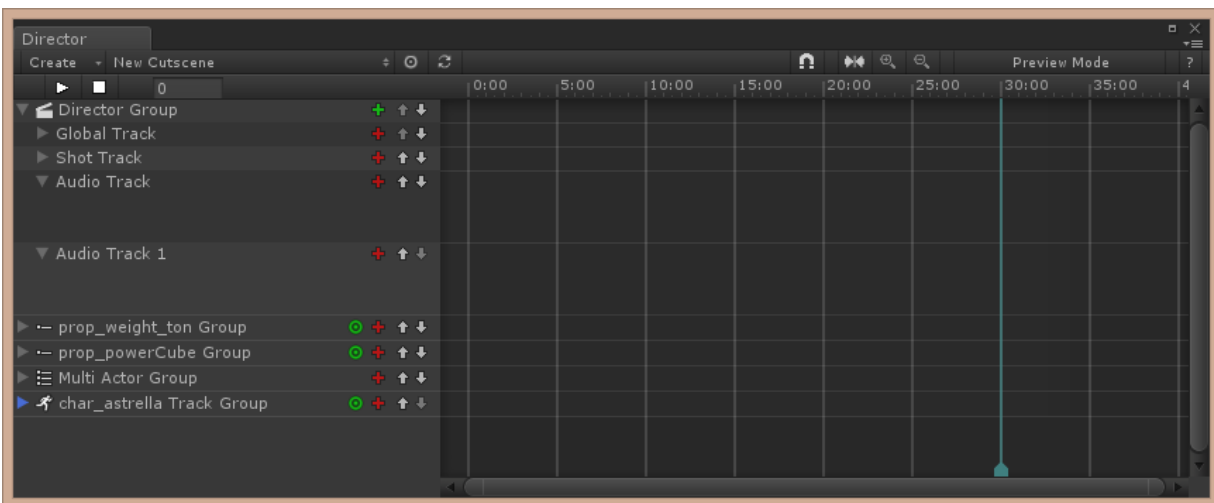 Director
Create New Cutscene Preview Mode ?
0 0:00 5:00 10:00 15:00 20:00 25:00 30:00 35:00 4
Director Group
Global Track
Shot Track
Audio Track
Audio Track 1
prop_weight_ton Group
prop_powerCube Group
Multi Actor Group
char_astrella Track Group